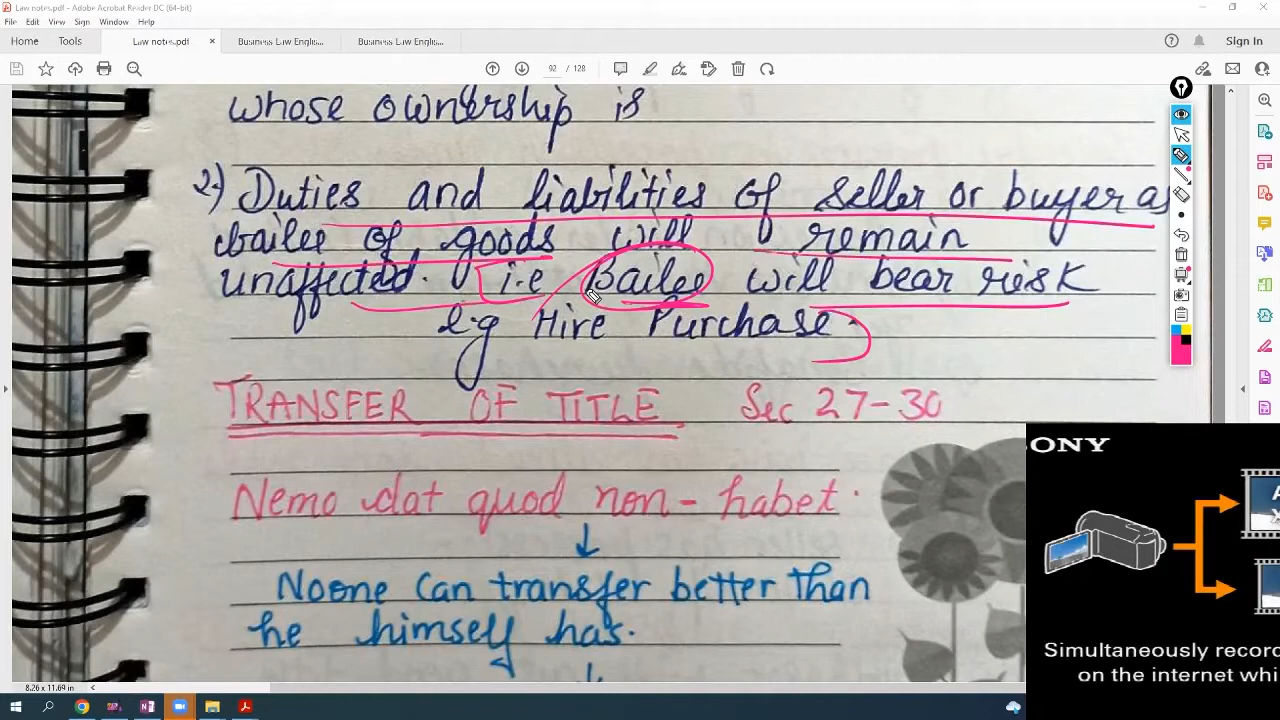 Law notes.pdf - Adobe Acrobat Reader DC (64-bit)
File Edit View Sign Window Help
Home Tools Law notes.pdf × Business Law Englis... Business Law Englis... Sign In
92 / 128
whose ownership is
2.) Duties and liabilities of seller or buyer as
bailee of goods will remain
unaffected. i.e Bailee will bear risk
e.g Hire Purchase.
TRANSFER OF TITLE Sec 27-30
Nemo dat quod non-habet.
Noone Can transfer better than
he himself has.
SONY
Simultaneously record
on the internet whi
8.26 x 11.69 in